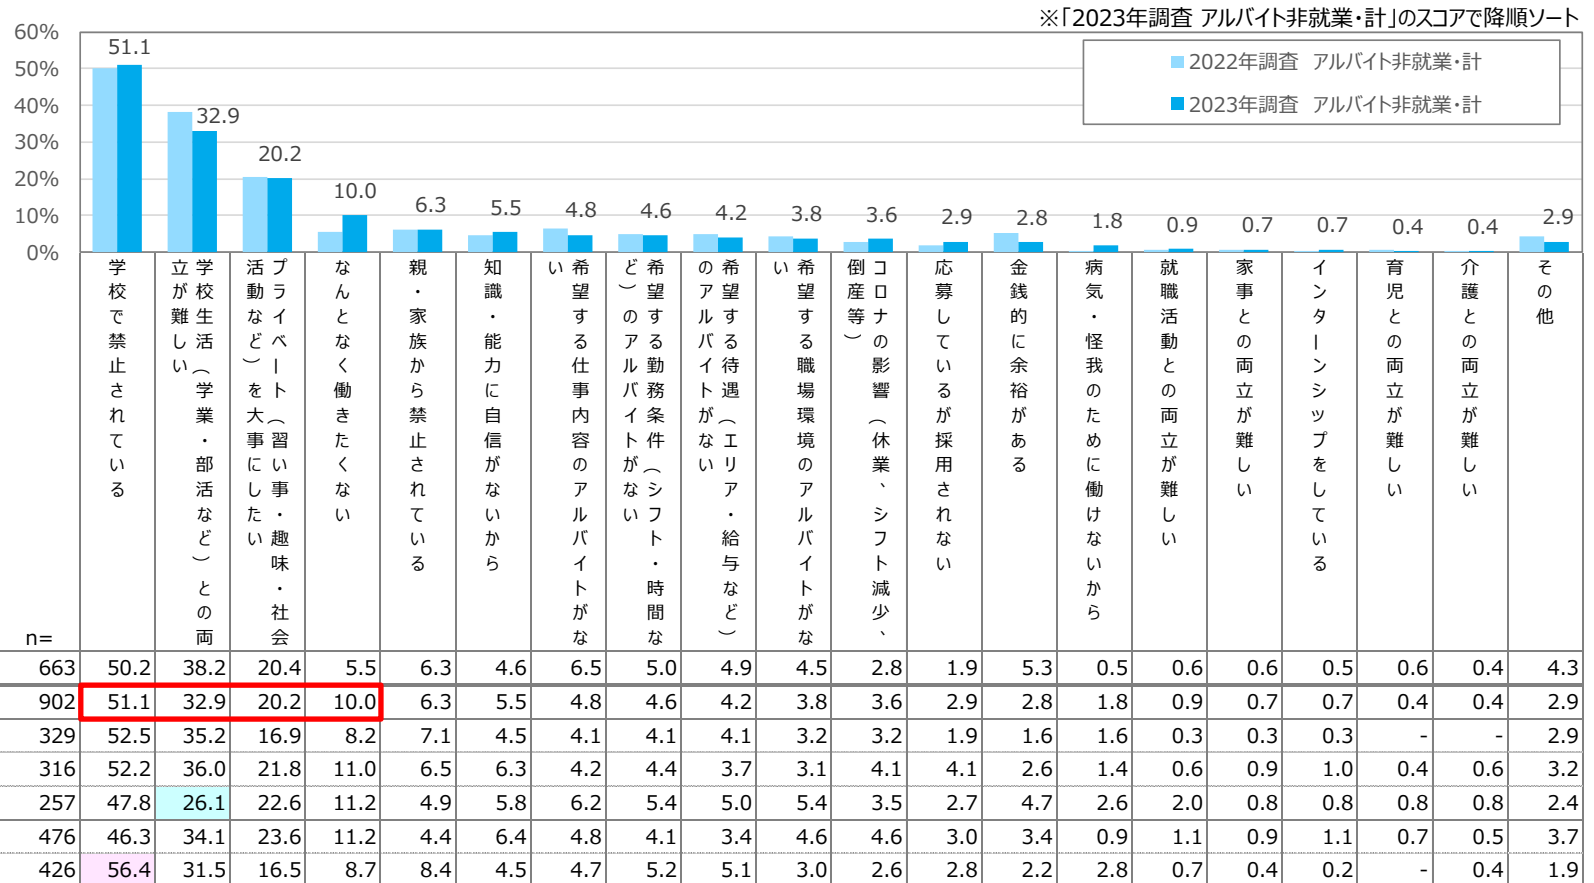 ※「2023年調査 アルバイト非就業・計」のスコアで降順ソート
60%
50%
40%
30%
20%
10%
0%
2022年調査 アルバイト非就業・計
2023年調査 アルバイト非就業・計
51.1
32.9
20.2
10.0
6.3
5.5
4.8
4.6
4.2
3.8
3.6
2.9
2.8
1.8
0.9
0.7
0.7
0.4
0.4
2.9
学校で禁止されている
学校生活（学業・部活など）との両
立が難しい
プライベート（習い事・趣味・社会
活動など）を大事にしたい
なんとなく働きたくない
親・家族から禁止されている
知識・能力に自信がないから
希望する仕事内容のアルバイトがな
い
希望する勤務条件（シフト・時間な
ど）のアルバイトがない
希望する待遇（エリア・給与など）
のアルバイトがない
希望する職場環境のアルバイトがな
い
コロナの影響（休業、シフト減少、
倒産等）
応募しているが採用されない
金銭的に余裕がある
病気・怪我のために働けないから
就職活動との両立が難しい
家事との両立が難しい
インターンシップをしている
育児との両立が難しい
介護との両立が難しい
その他
n=
663 50.2 38.2 20.4 5.5 6.3 4.6 6.5 5.0 4.9 4.5 2.8 1.9 5.3 0.5 0.6 0.6 0.5 0.6 0.4 4.3
902 51.1 32.9 20.2 10.0 6.3 5.5 4.8 4.6 4.2 3.8 3.6 2.9 2.8 1.8 0.9 0.7 0.7 0.4 0.4 2.9
329 52.5 35.2 16.9 8.2 7.1 4.5 4.1 4.1 4.1 3.2 3.2 1.9 1.6 1.6 0.3 0.3 0.3 - - 2.9
316 52.2 36.0 21.8 11.0 6.5 6.3 4.2 4.4 3.7 3.1 4.1 4.1 2.6 1.4 0.6 0.9 1.0 0.4 0.6 3.2
257 47.8 26.1 22.6 11.2 4.9 5.8 6.2 5.4 5.0 5.4 3.5 2.7 4.7 2.6 2.0 0.8 0.8 0.8 0.8 2.4
476 46.3 34.1 23.6 11.2 4.4 6.4 4.8 4.1 3.4 4.6 4.6 3.0 3.4 0.9 1.1 0.9 1.1 0.7 0.5 3.7
426 56.4 31.5 16.5 8.7 8.4 4.5 4.7 5.2 5.1 3.0 2.6 2.8 2.2 2.8 0.7 0.4 0.2 - 0.4 1.9